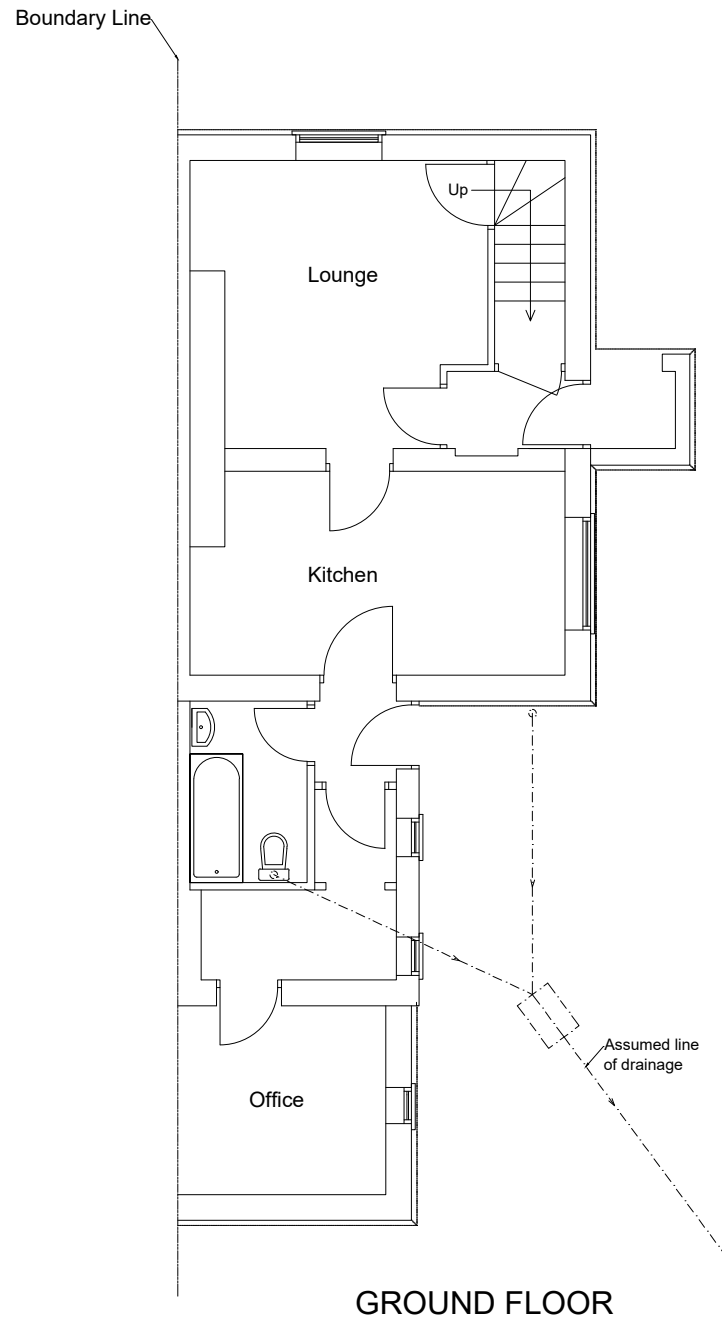 Boundary Line
Up
Lounge
Kitchen
Assumed line
of drainage
Office
GROUND FLOOR